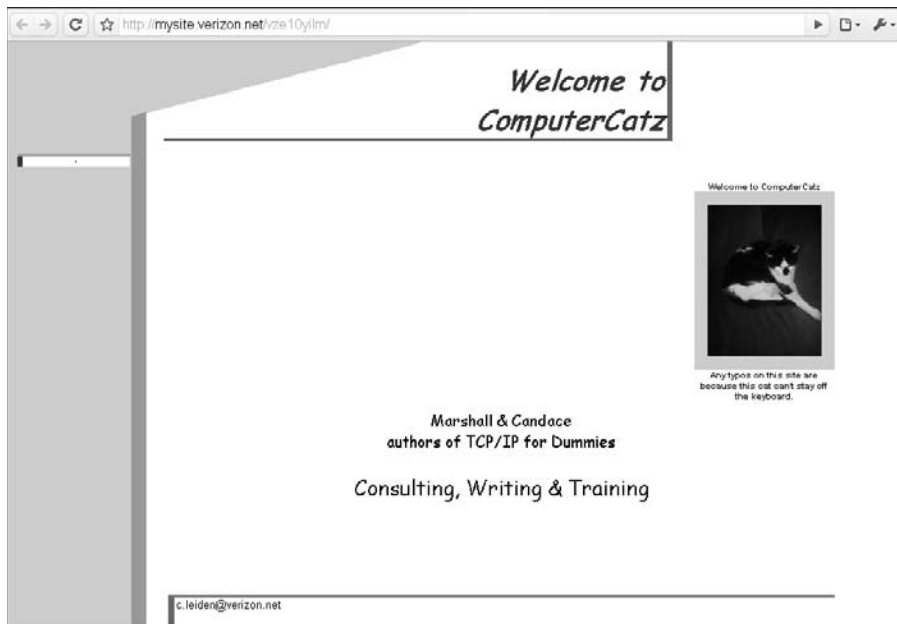 http://mysite.verizon.net/vze10yilm/
Welcome to
ComputerCatz
Welcome to ComputerCatz
Any typos on this site are
because this cat can't stay off
the keyboard.
Marshall & Candace
authors of TCP/IP for Dummies
Consulting, Writing & Training
c.leiden@verizon.net